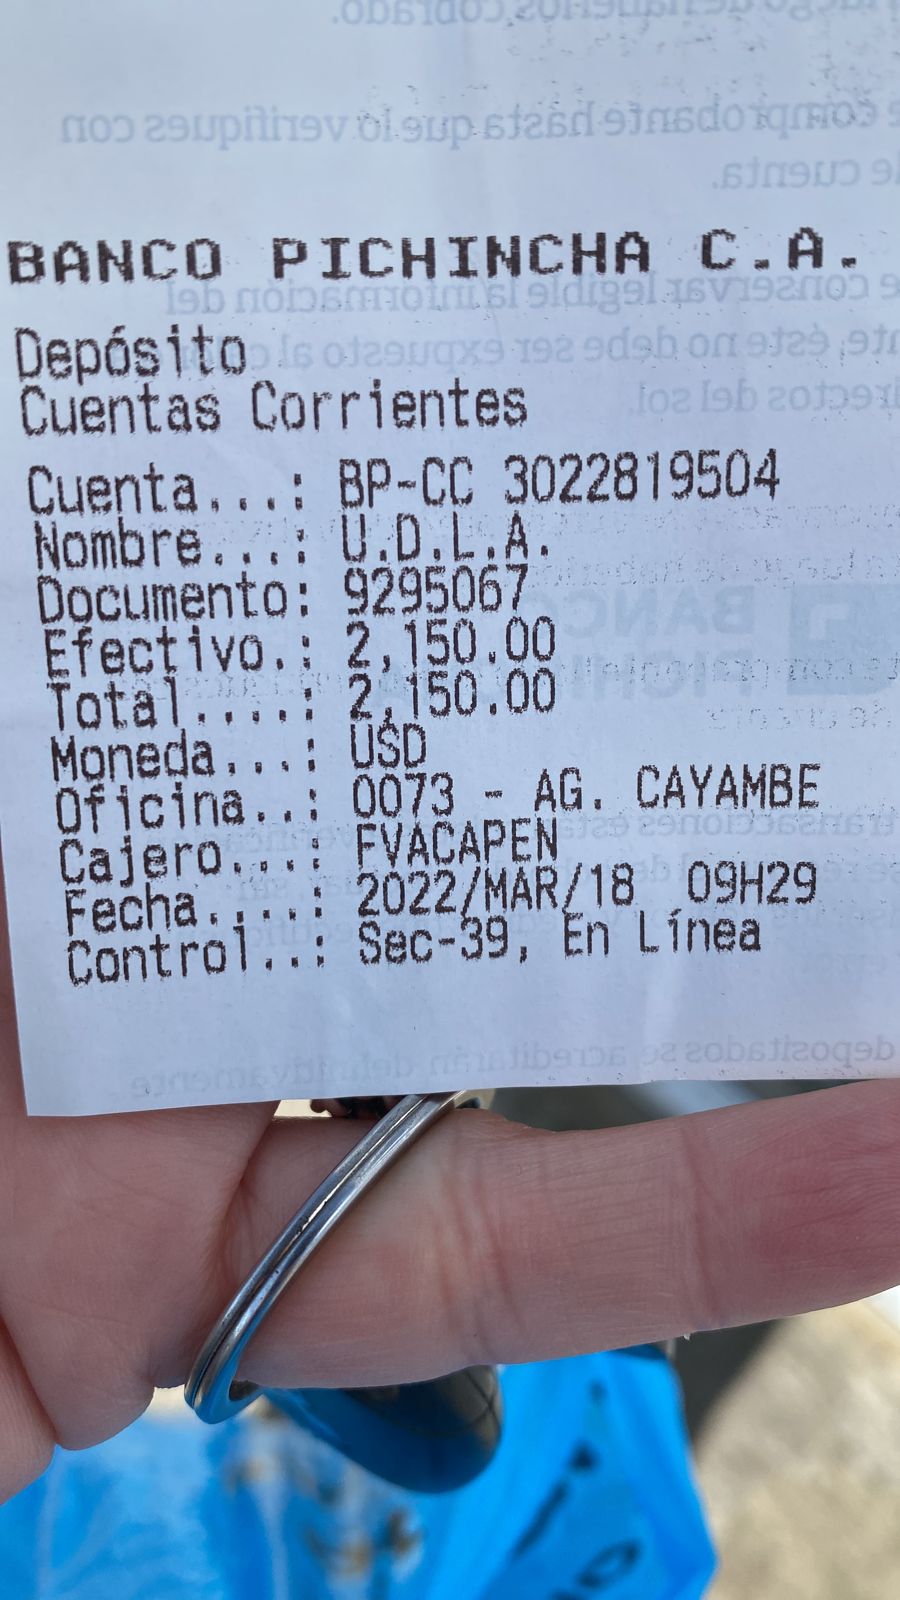 BANCO PICHINCHA C.A.
Depósito
Cuentas Corrientes
Cuenta...: BP-CC 3022819504
Nombre...: U.D.L.A.
Documento: 9295067
Efectivo.: 2,150.00
Total....: 2,150.00
Moneda...: USD
Oficina..: 0073 - AG. CAYAMBE
Cajero...: FVACAPEN
Fecha....: 2022/MAR/18 09H29
Control..: Sec-39, En Línea